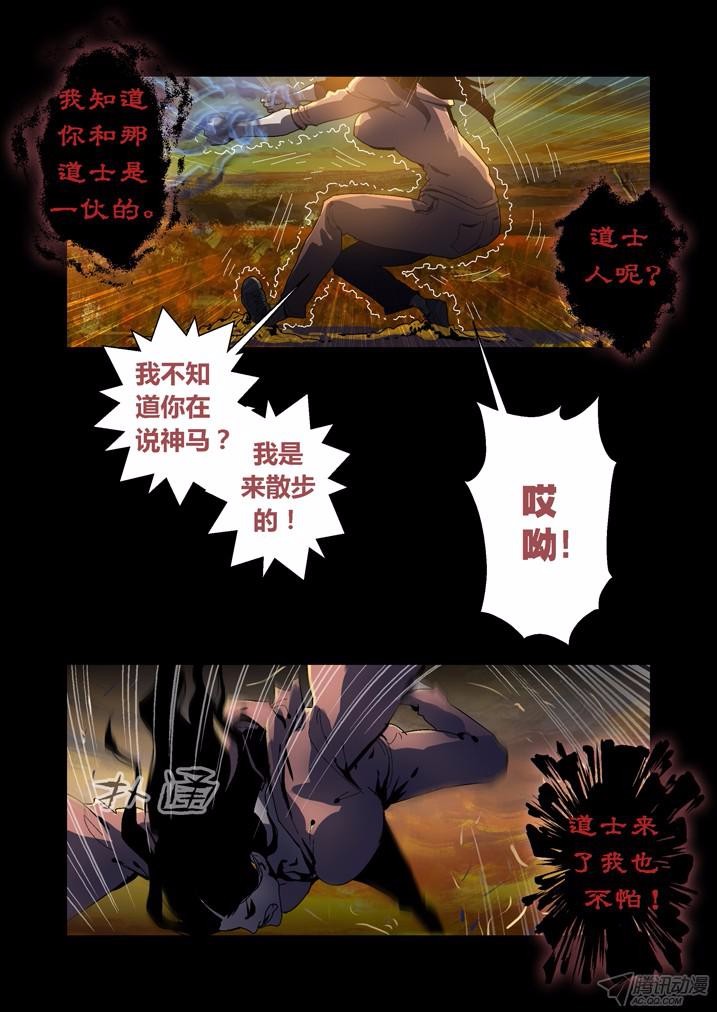 我知道
你和那
道士是
一伙的。
道士
人呢?
我不知
道你在
说神马？
我是
来散步
的！
哎
呦!
扑通
道士来
了我也
不怕！
腾讯动漫
AC.QQ.COM